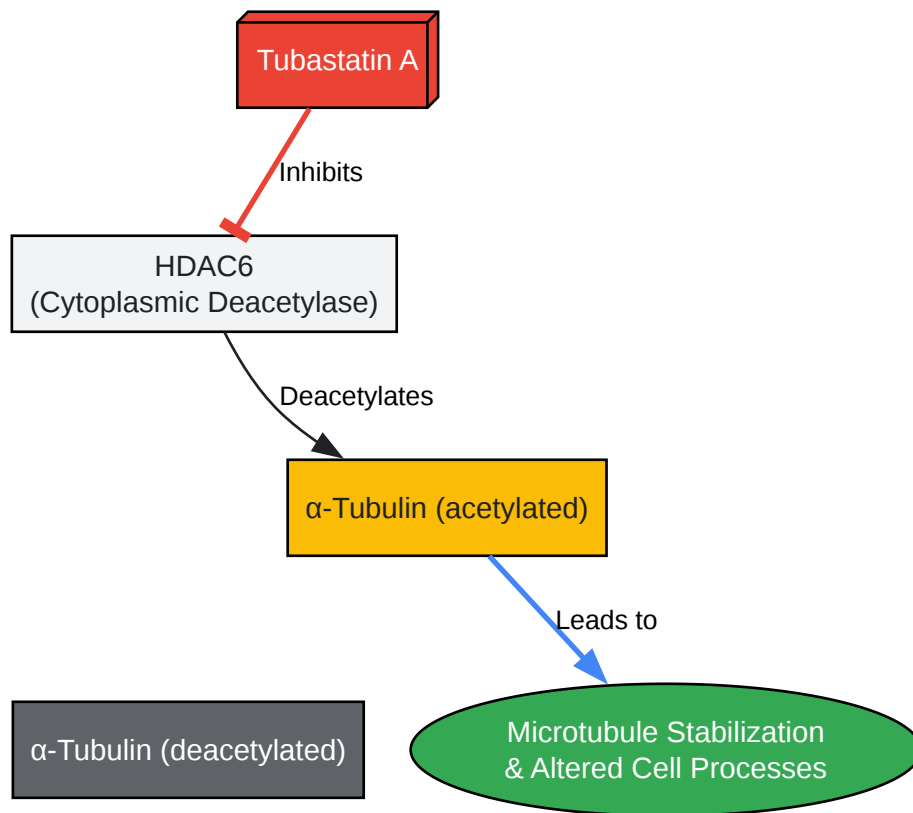 Tubastatin A
Inhibits
HDAC6
(Cytoplasmic Deacetylase)
Deacetylates
α-Tubulin (acetylated)
Leads to
α-Tubulin (deacetylated)
Microtubule Stabilization
& Altered Cell Processes